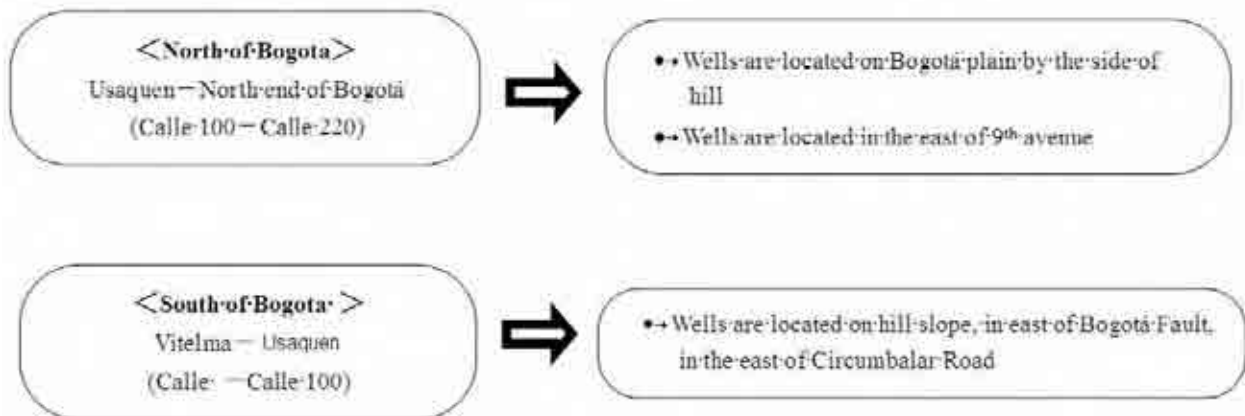 <North·of·Bogota>
Usaquen—North·end·of·Bogotá
(Calle·100—Calle·220)
•→Wells·are·located·on·Bogotá·plain·by·the·side·of·
hill
•→Wells·are·located·in·the·east·of·9th·avenue
<South·of·Bogota· >
Vitelma— Usaquen
(Calle· —Calle·100)
•→Wells·are·located·on·hill·slope,·in·east·of·Bogotá·Fault,
in·the·east·of·Circumbalar·Road